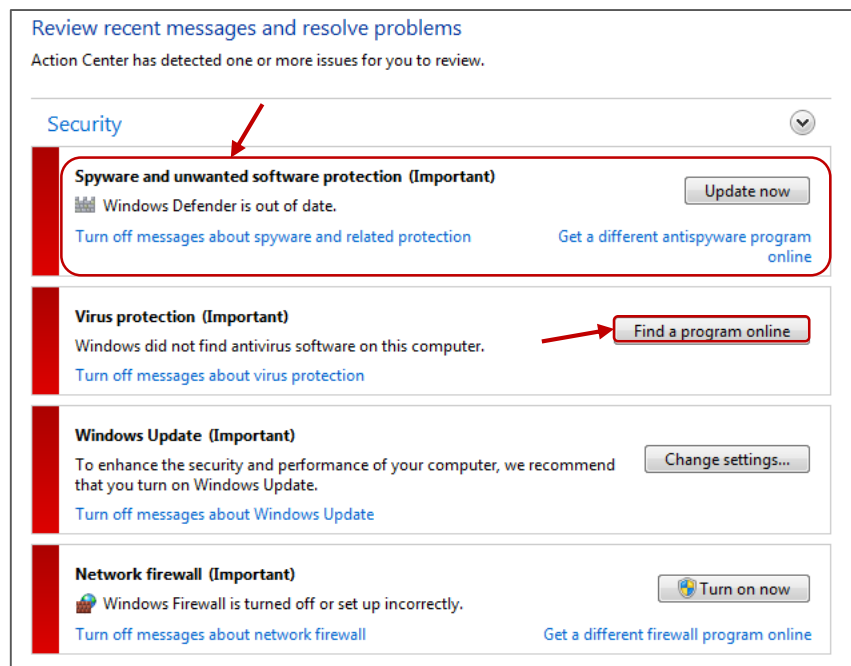 Review recent messages and resolve problems
Action Center has detected one or more issues for you to review.
Security
Spyware and unwanted software protection (Important)
Windows Defender is out of date.
Update now
Turn off messages about spyware and related protection
Get a different antispyware program
online
Virus protection (Important)
Windows did not find antivirus software on this computer.
Find a program online
Turn off messages about virus protection
Windows Update (Important)
To enhance the security and performance of your computer, we recommend
that you turn on Windows Update.
Change settings...
Turn off messages about Windows Update
Network firewall (Important)
Windows Firewall is turned off or set up incorrectly.
Turn on now
Turn off messages about network firewall
Get a different firewall program online